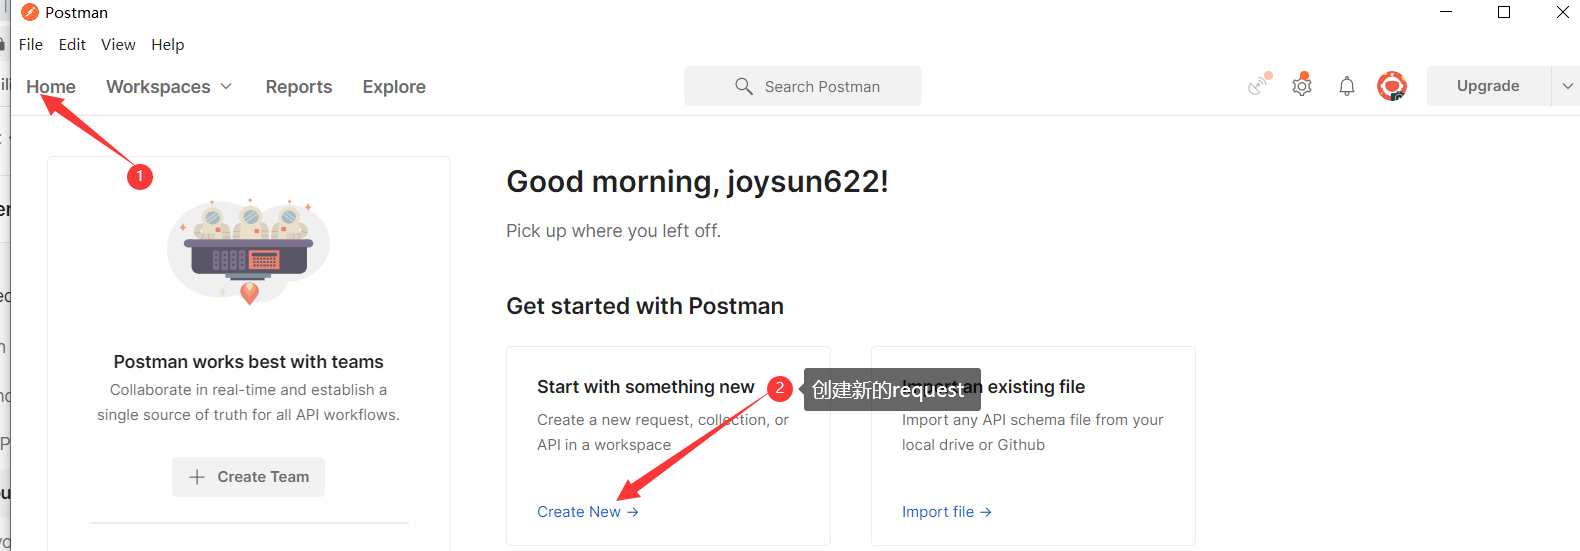 Postman
File Edit View Help
Home Workspaces Reports Explore Search Postman Upgrade
1
Good morning, joysun622!
Pick up where you left off.
Get started with Postman
Postman works best with teams
Collaborate in real-time and establish a
single source of truth for all API workflows.
+ Create Team
Start with something new
2
创建新的request
Create a new request, collection, or
API in a workspace
Create New →
Import an existing file
Import any API schema file from your
local drive or Github
Import file →